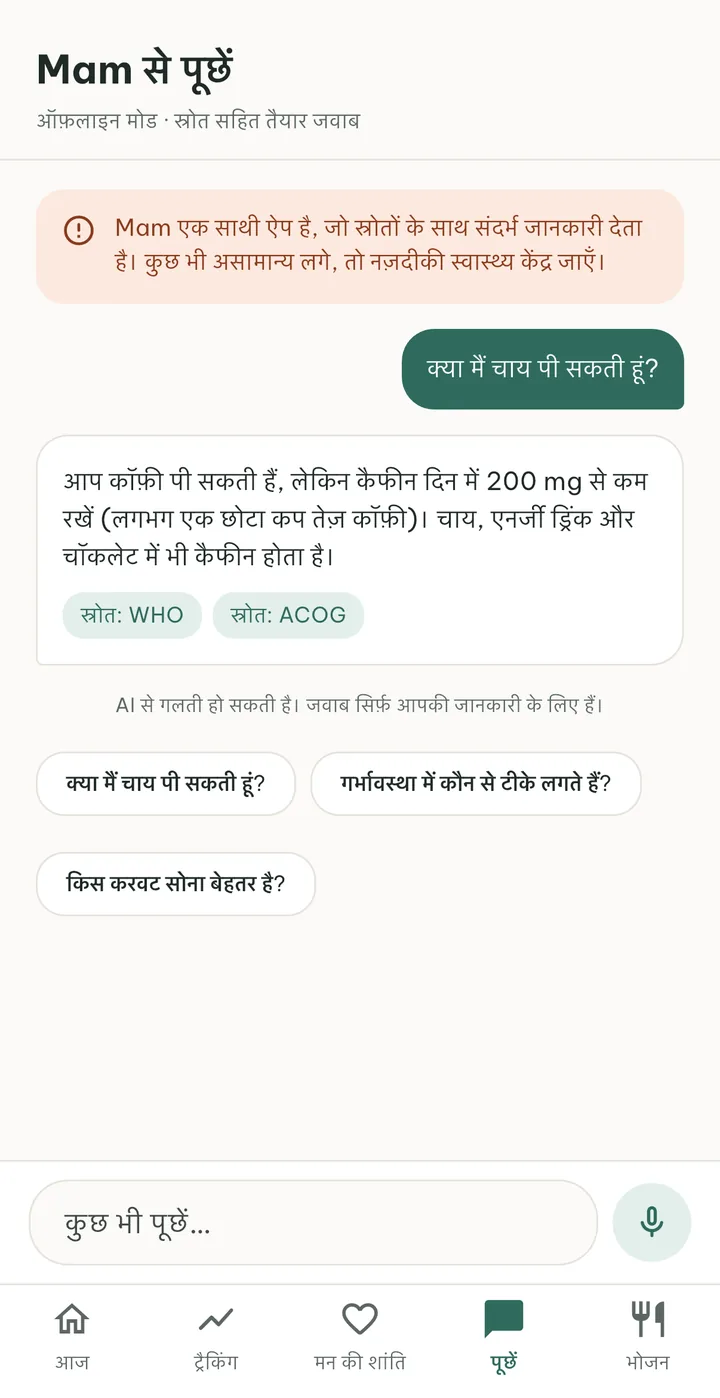 Mam से पूछें
ऑफ़लाइन मोड · स्रोत सहित तैयार जवाब
Mam एक साथी ऐप है, जो स्रोतों के साथ संदर्भ जानकारी देता
है। कुछ भी असामान्य लगे, तो नज़दीकी स्वास्थ्य केंद्र जाएँ।
क्या मैं चाय पी सकती हूं?
आप कॉफ़ी पी सकती हैं, लेकिन कैफीन दिन में 200 mg से कम
रखें (लगभग एक छोटा कप तेज़ कॉफ़ी)। चाय, एनर्जी ड्रिंक और
चॉकलेट में भी कैफीन होता है।
स्रोत: WHO
स्रोत: ACOG
AI से गलती हो सकती है। जवाब सिर्फ़ आपकी जानकारी के लिए हैं।
क्या मैं चाय पी सकती हूं?
गर्भावस्था में कौन से टीके लगते हैं?
किस करवट सोना बेहतर है?
कुछ भी पूछें...
आज
ट्रैकिंग
मन की शांति
पूछें
भोजन